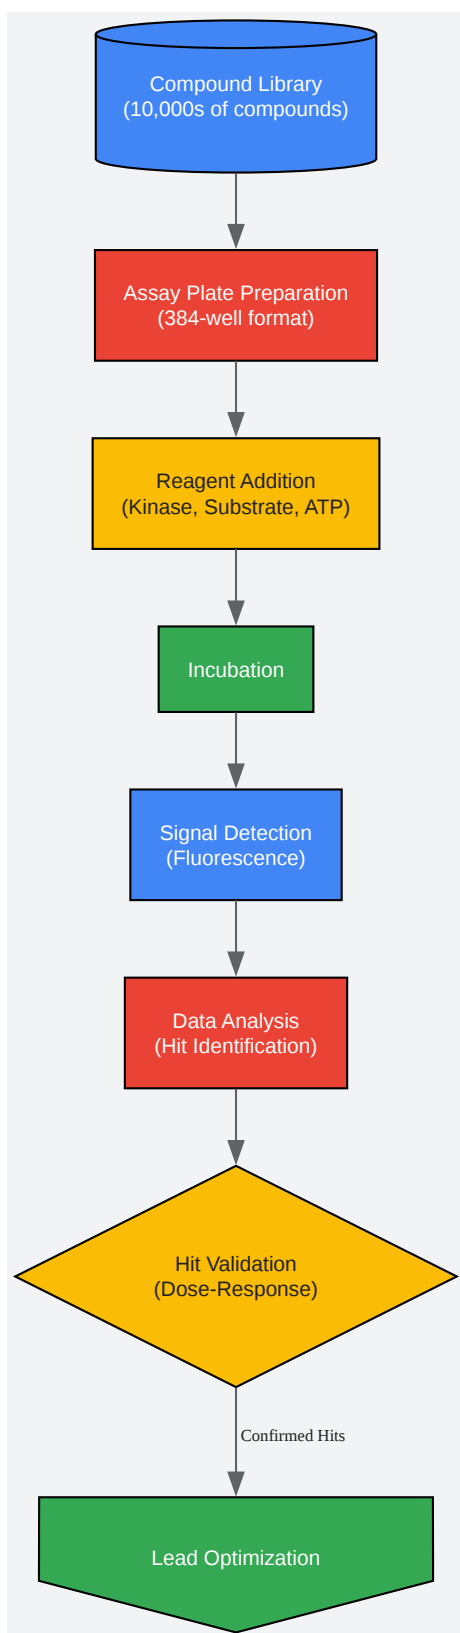 Compound Library
(10,000s of compounds)
Assay Plate Preparation
(384-well format)
Reagent Addition
(Kinase, Substrate, ATP)
Incubation
Signal Detection
(Fluorescence)
Data Analysis
(Hit Identification)
Hit Validation
(Dose-Response)
Confirmed Hits
Lead Optimization